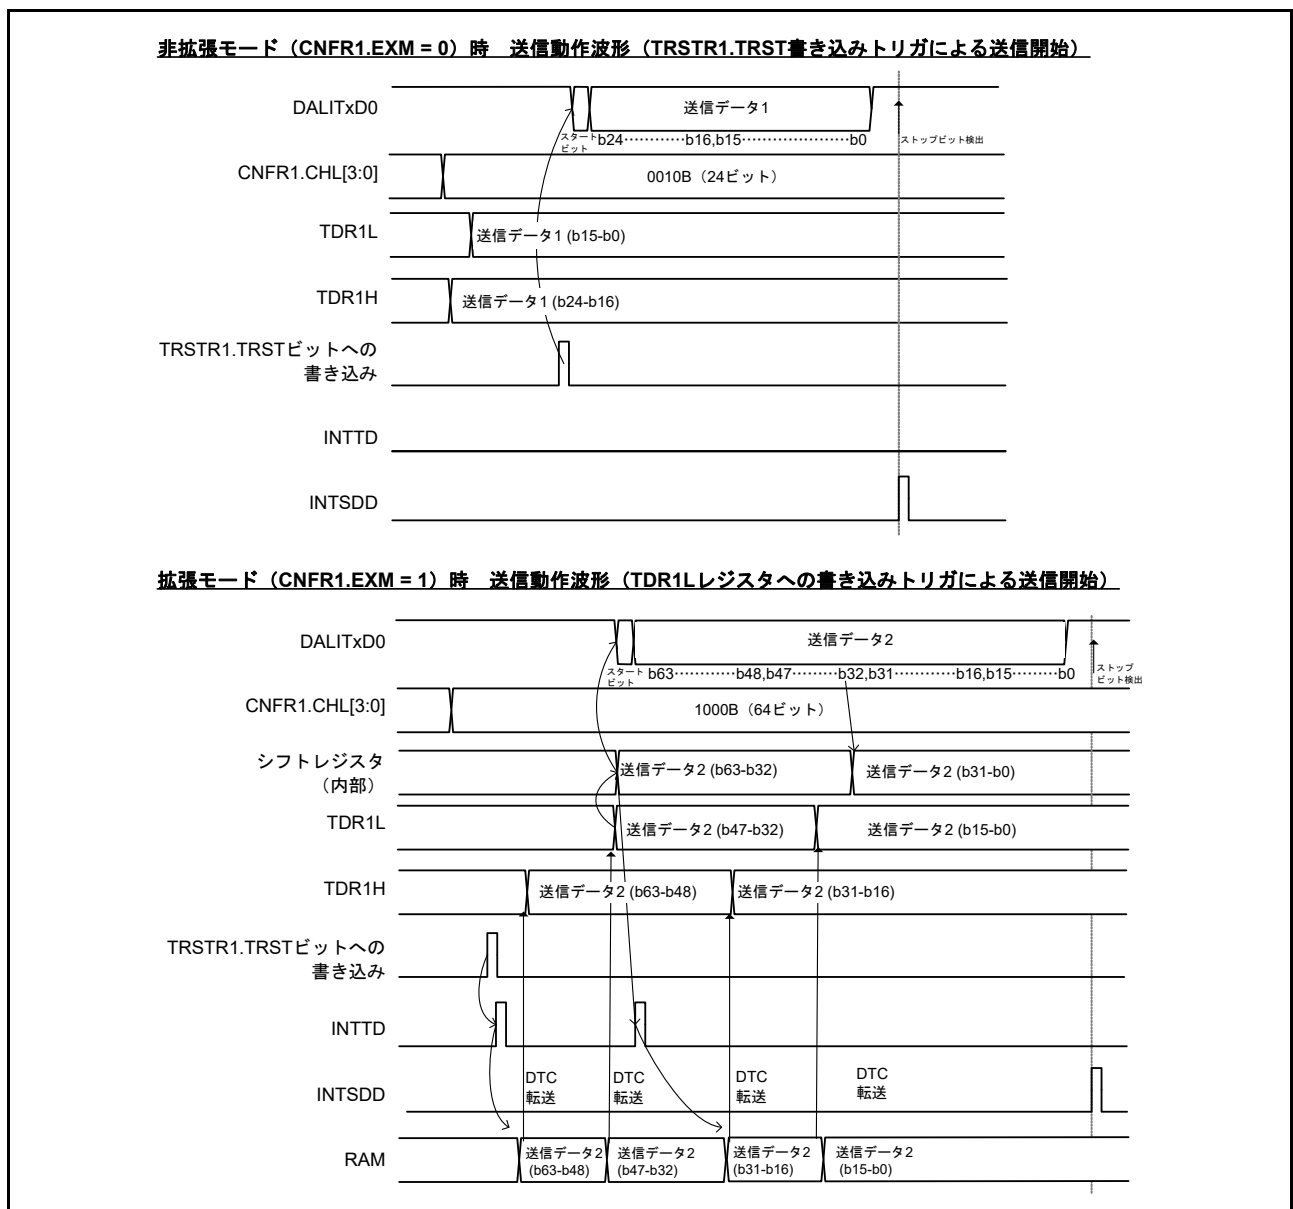 非拡張モード（CNFR1.EXM = 0）時　送信動作波形（TRSTR1.TRST書き込みトリガによる送信開始）
DALITxD0
送信データ1
スタート
ビット
b24············b16,b15····················b0
ストップビット検出
CNFR1.CHL[3:0]
0010B（24ビット）
TDR1L
送信データ1 (b15-b0)
TDR1H
送信データ1 (b24-b16)
TRSTR1.TRSTビットへの
書き込み
INTTD
INTSDD
拡張モード（CNFR1.EXM = 1）時　送信動作波形（TDR1Lレジスタへの書き込みトリガによる送信開始）
DALITxD0
送信データ2
スタート
ビット
b63············b48,b47·········b32,b31············b16,b15·········b0
ストップ
ビット検出
CNFR1.CHL[3:0]
1000B（64ビット）
シフトレジスタ
（内部）
送信データ2 (b63-b32)
送信データ2 (b31-b0)
TDR1L
送信データ2 (b47-b32)
送信データ2 (b15-b0)
TDR1H
送信データ2 (b63-b48)
送信データ2 (b31-b16)
TRSTR1.TRSTビットへの
書き込み
INTTD
INTSDD
DTC
転送
DTC
転送
DTC
転送
DTC
転送
RAM
送信データ2
(b63-b48)
送信データ2
(b47-b32)
送信データ2
(b31-b16)
送信データ2
(b15-b0)